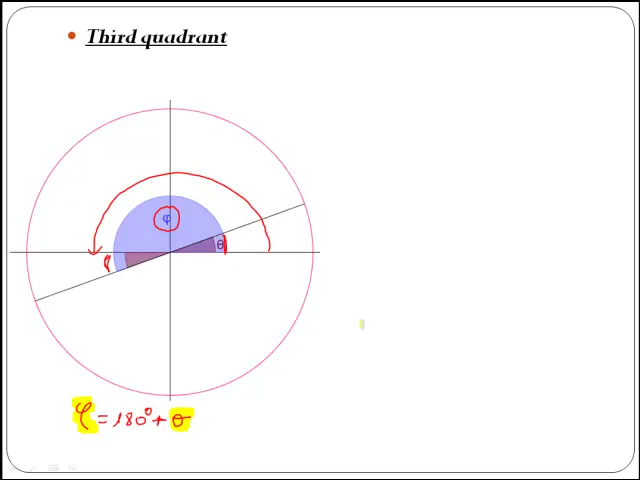 Third quadrant
φ
θ
φ = 180° + θ